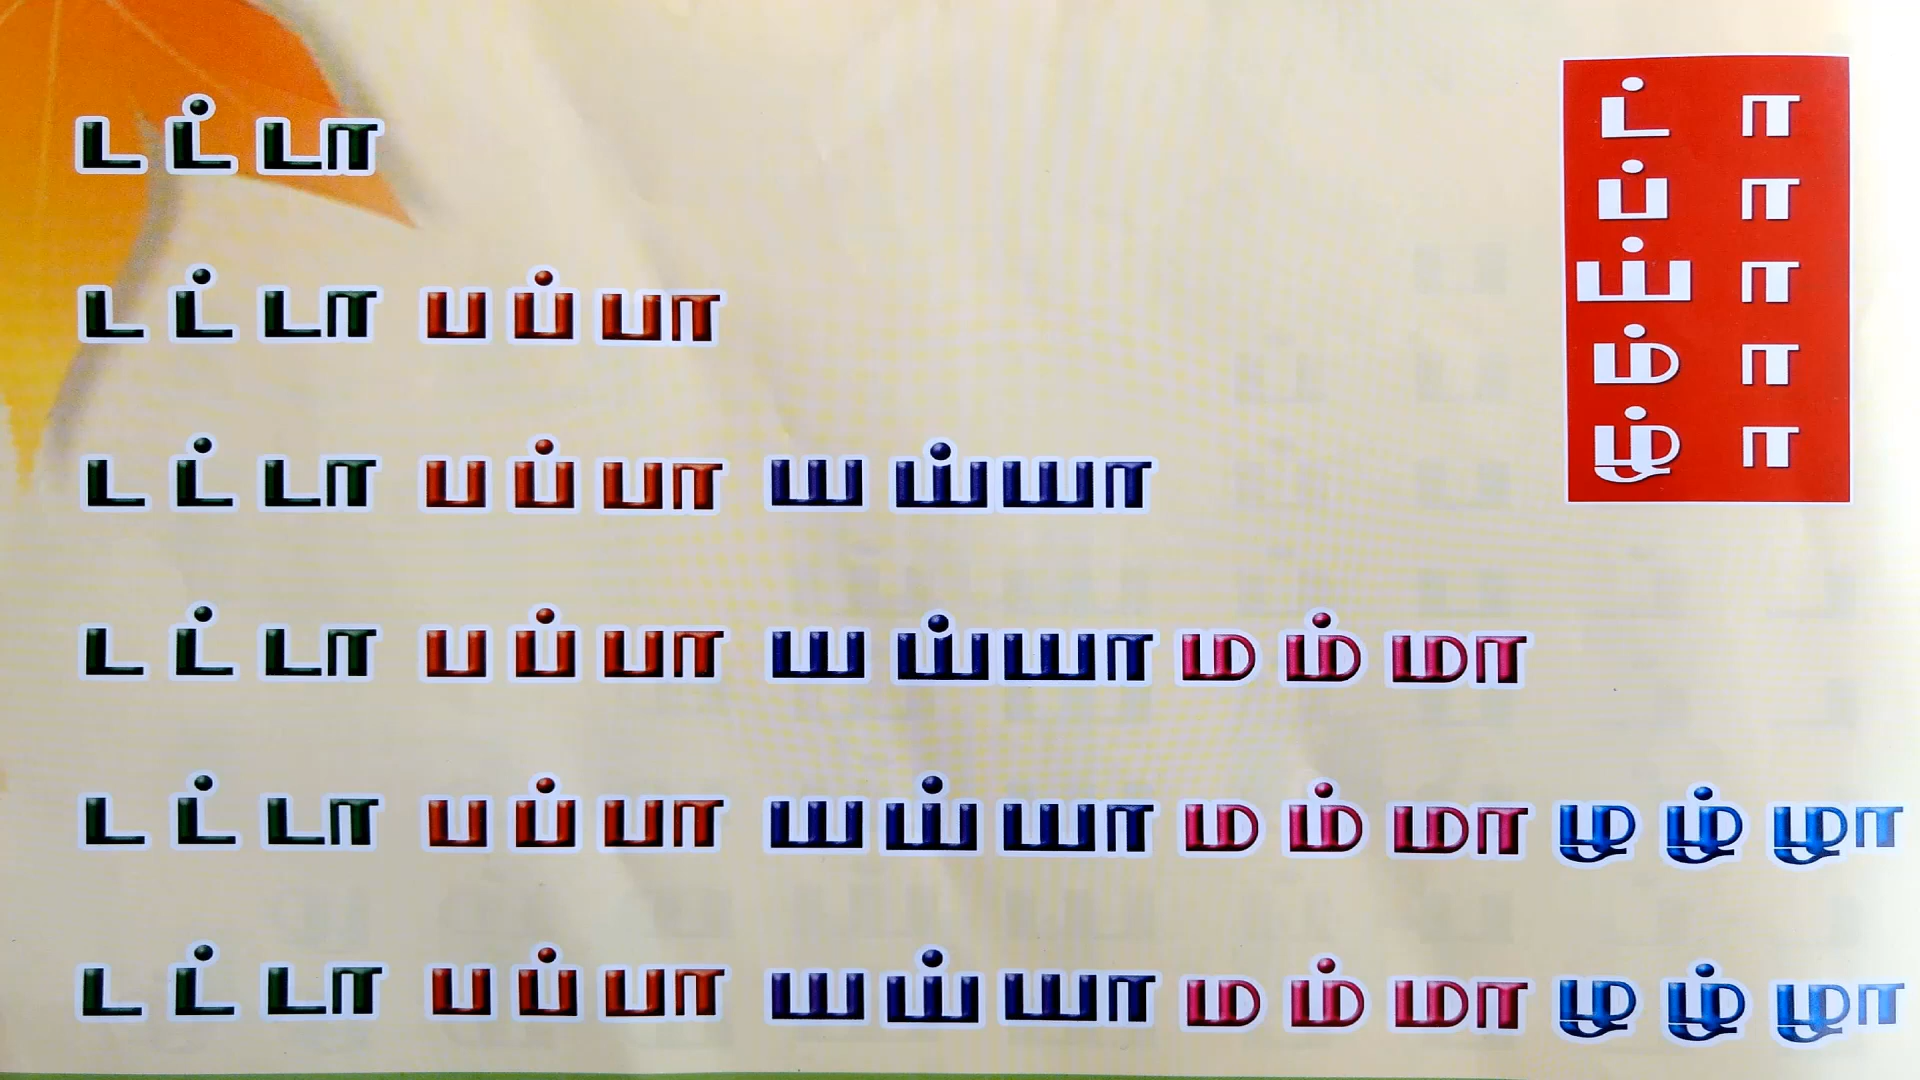 ட ட் டா
ட ட் டா ப ப் பா
ட ட் டா ப ப் பா ய ய் யா
ட ட் டா ப ப் பா ய ய் யா ம ம் மா
ட ட் டா ப ப் பா ய ய் யா ம ம் மா ழ ழ் ழா
ட ட் டா ப ப் பா ய ய் யா ம ம் மா ழ ழ் ழா
ட் ா
ப் ா
ய் ா
ம் ா
ழ் ா